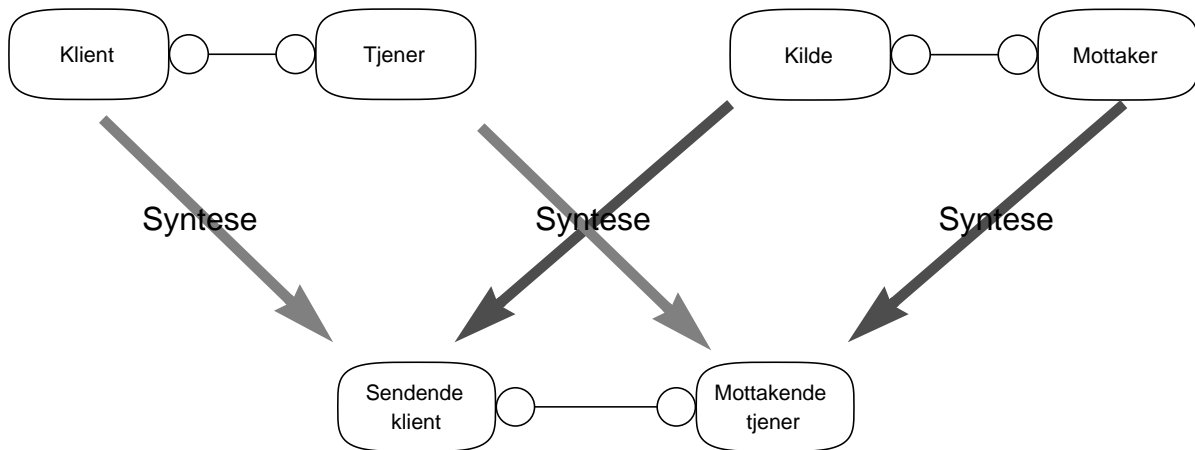 Klient
Tjener
Kilde
Mottaker
Syntese
Syntese
Syntese
Sendende
klient
Mottakende
tjener